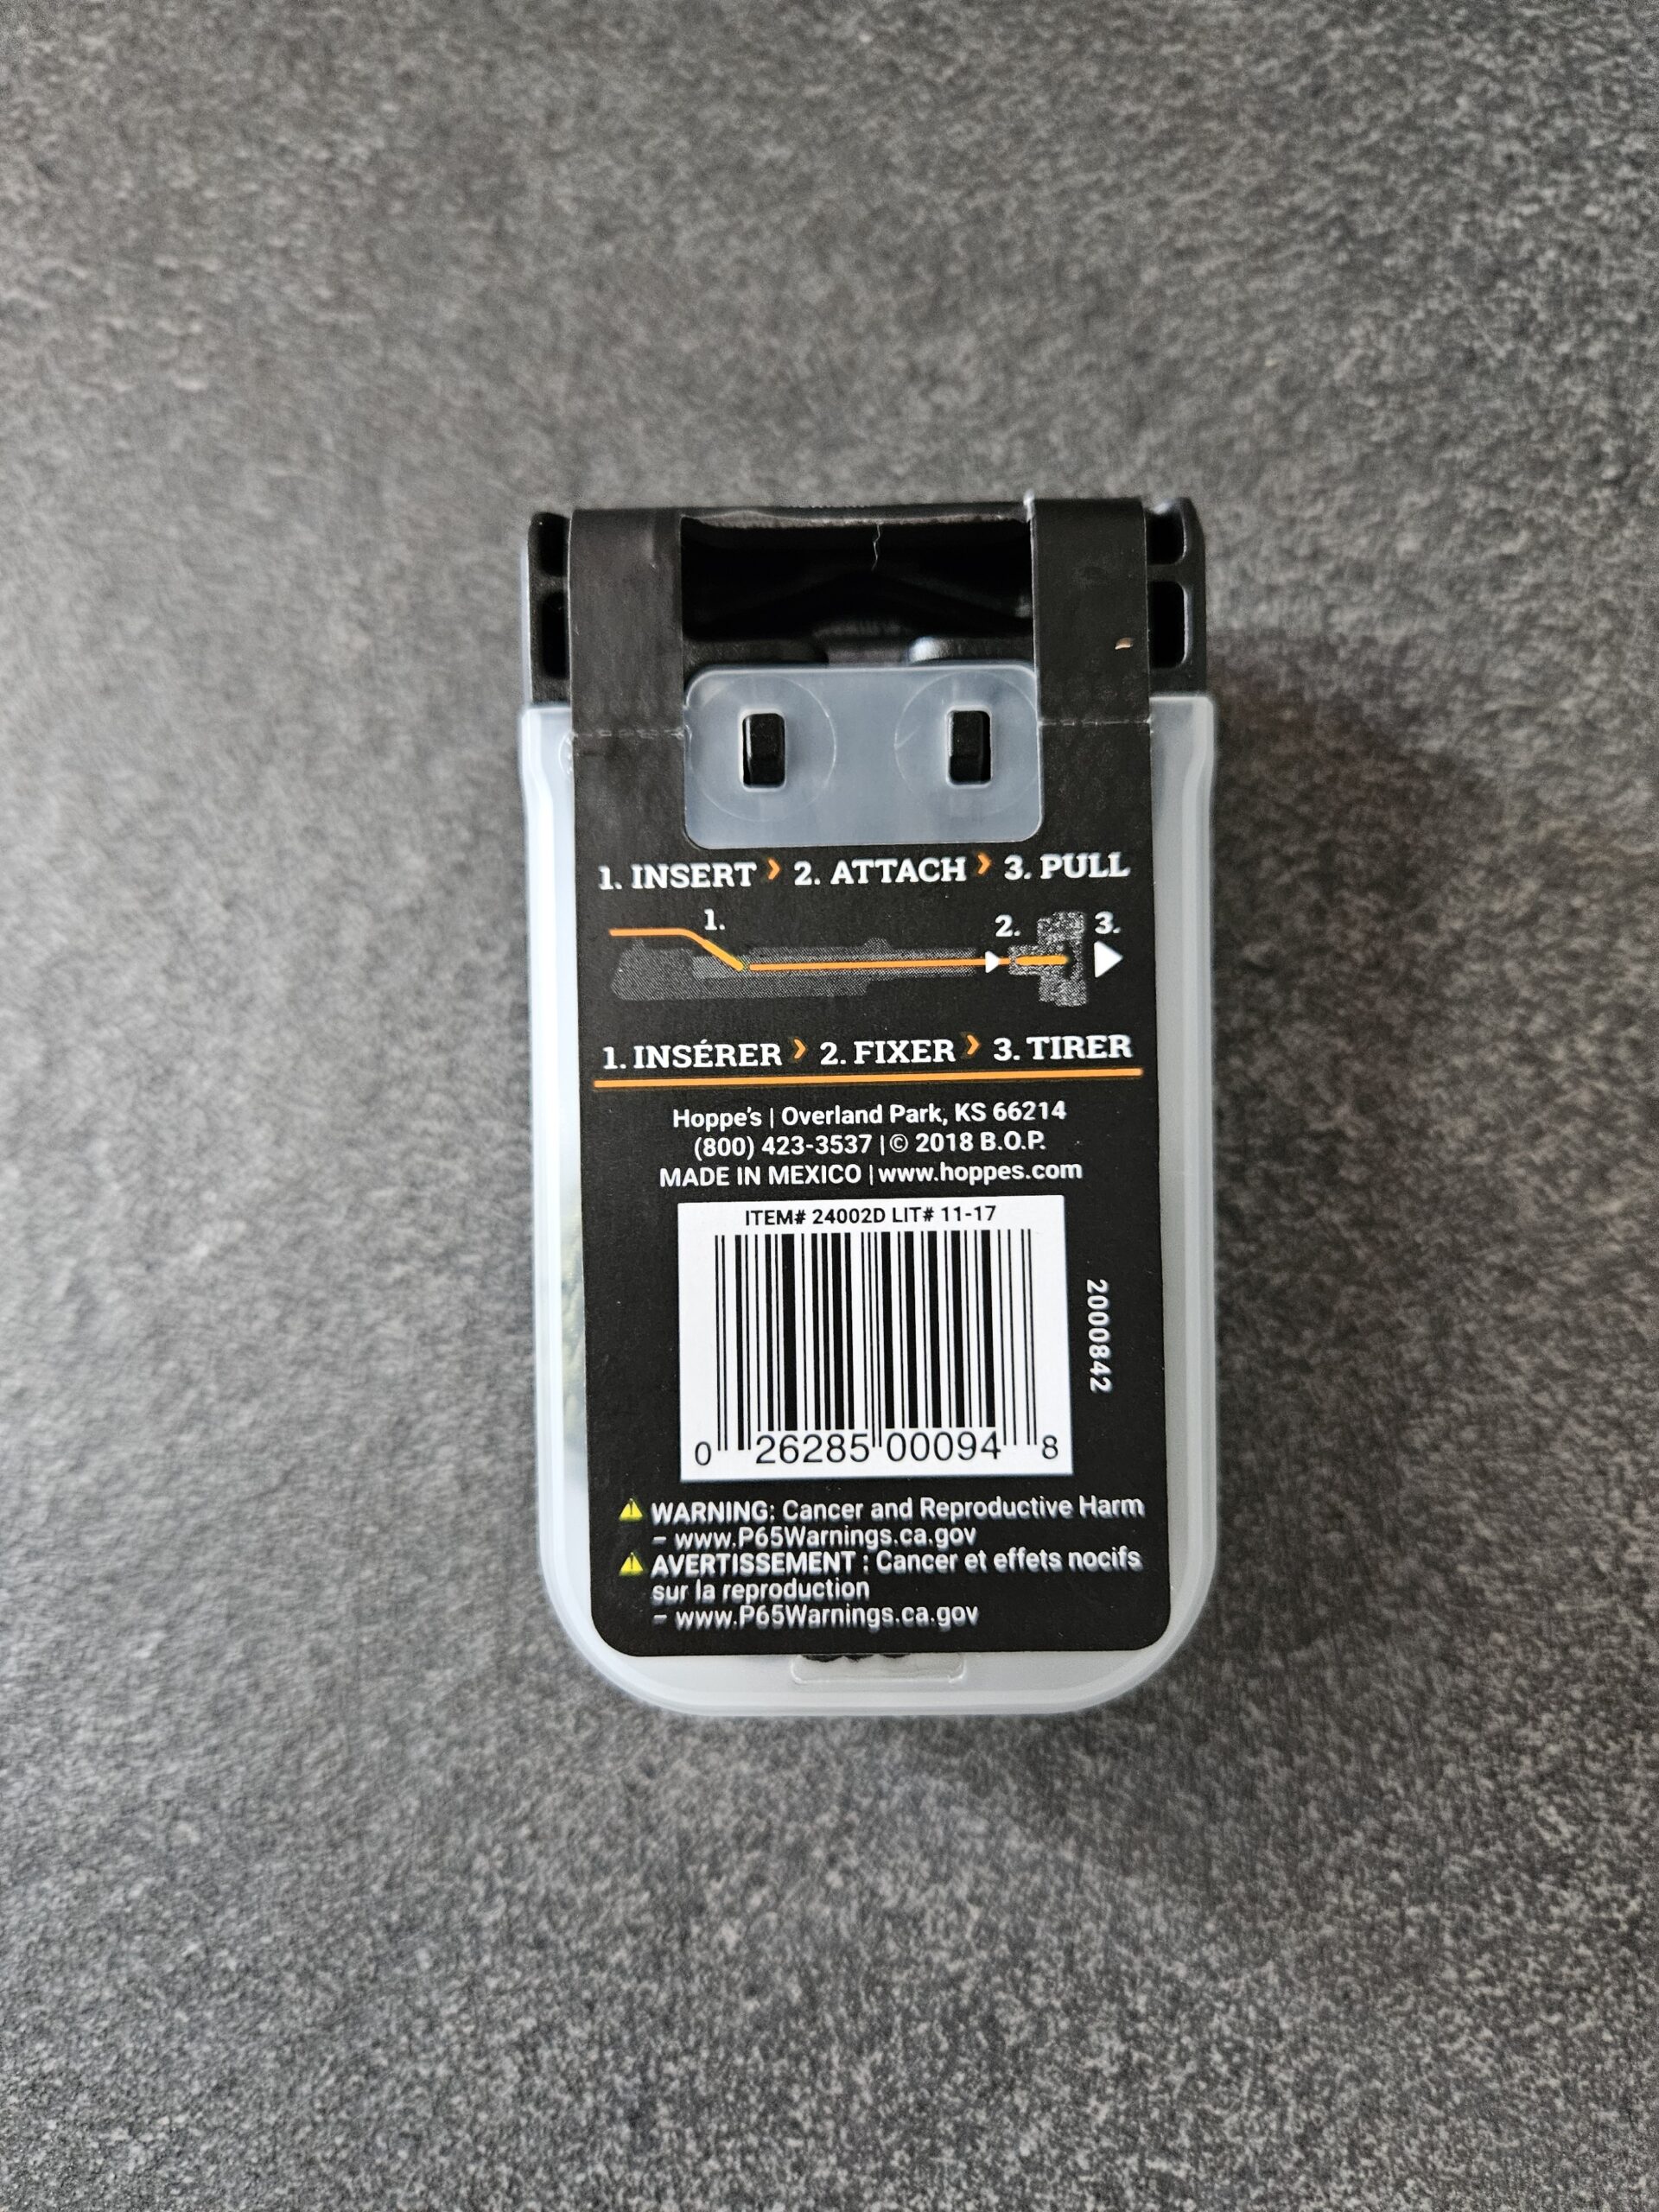 1. INSERT > 2. ATTACH > 3. PULL
1. 2. 3.
1. INSÉRER > 2. FIXER > 3. TIRER
Hoppe's | Overland Park, KS 66214
(800) 423-3537 | © 2018 B.O.P.
MADE IN MEXICO | www.hoppes.com
ITEM# 24002D LIT# 11-17
0 26285 00094 8
2000842
⚠ WARNING: Cancer and Reproductive Harm
– www.P65Warnings.ca.gov
⚠ AVERTISSEMENT : Cancer et effets nocifs
sur la reproduction
– www.P65Warnings.ca.gov